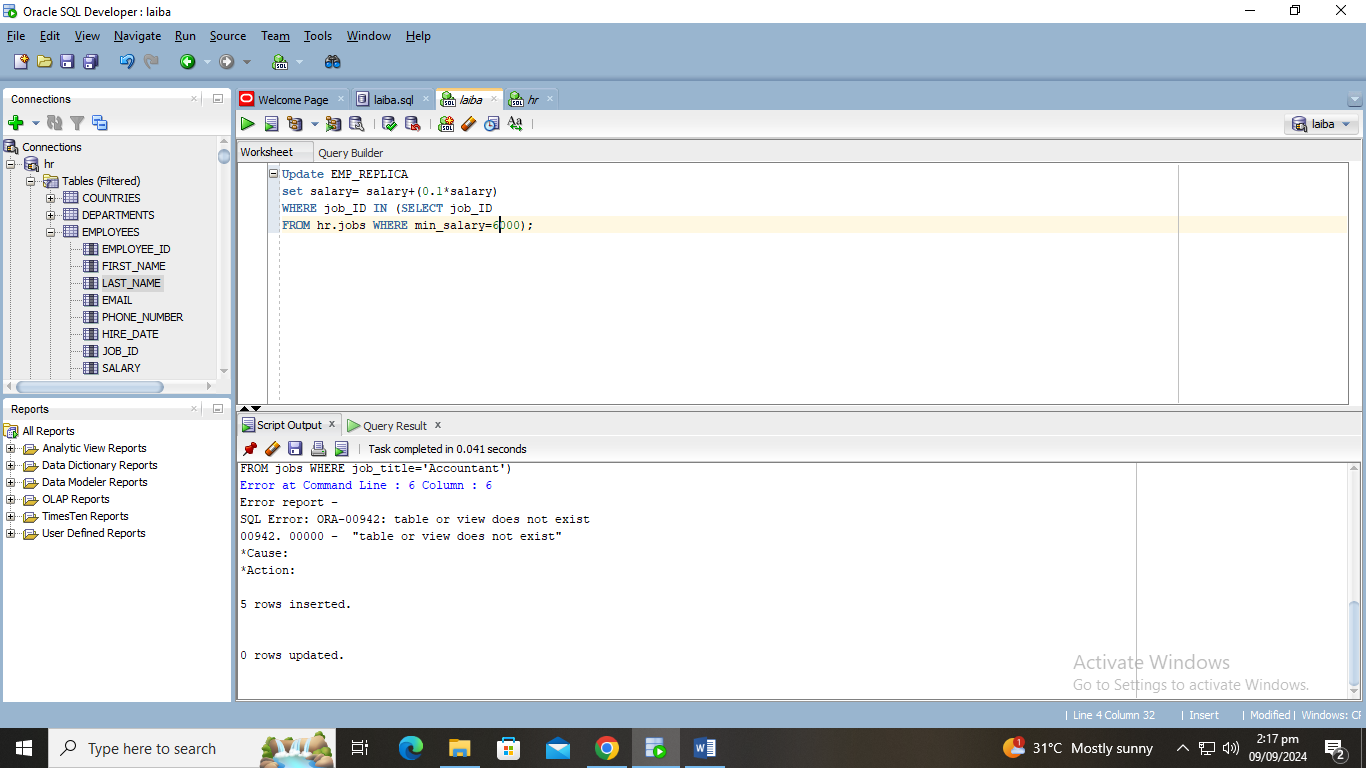 Oracle SQL Developer : laiba
File Edit View Navigate Run Source Team Tools Window Help
Connections
Connections
hr
Tables (Filtered)
COUNTRIES
DEPARTMENTS
EMPLOYEES
EMPLOYEE_ID
FIRST_NAME
LAST_NAME
EMAIL
PHONE_NUMBER
HIRE_DATE
JOB_ID
SALARY
Reports
All Reports
Analytic View Reports
Data Dictionary Reports
Data Modeler Reports
OLAP Reports
TimesTen Reports
User Defined Reports
Welcome Page laiba.sql laiba hr
laiba
Worksheet Query Builder
Update EMP_REPLICA
set salary= salary+(0.1*salary)
WHERE job_ID IN (SELECT job_ID
FROM hr.jobs WHERE min_salary=6000);
Script Output Query Result
Task completed in 0.041 seconds
FROM jobs WHERE job_title='Accountant')
Error at Command Line : 6 Column : 6
Error report -
SQL Error: ORA-00942: table or view does not exist
00942. 00000 - "table or view does not exist"
*Cause:
*Action:
5 rows inserted.
0 rows updated.
Activate Windows
Go to Settings to activate Windows.
Line 4 Column 32 Insert Modified Windows: CF
Type here to search
31°C Mostly sunny
2:17 pm
09/09/2024